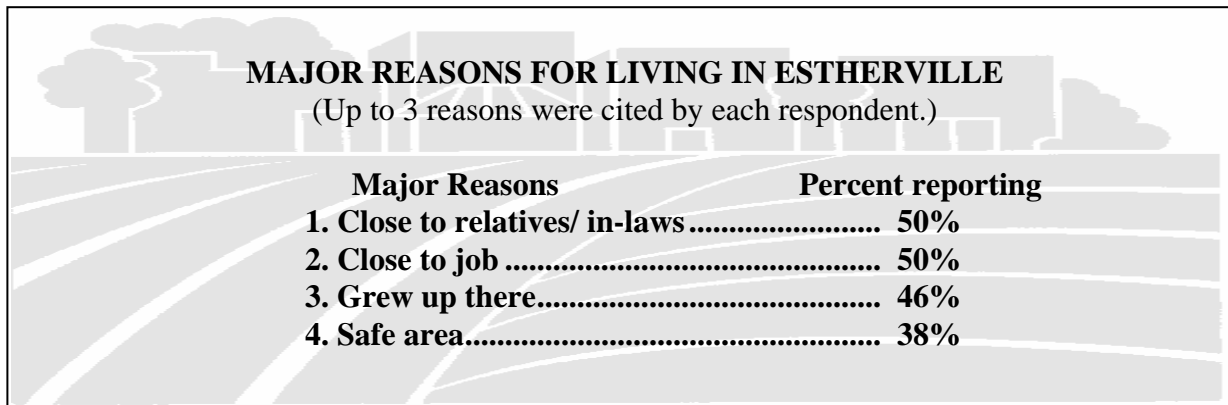 MAJOR REASONS FOR LIVING IN ESTHERVILLE
(Up to 3 reasons were cited by each respondent.)
Major Reasons Percent reporting
1. Close to relatives/ in-laws....................... 50%
2. Close to job ............................................. 50%
3. Grew up there......................................... 46%
4. Safe area.................................................. 38%